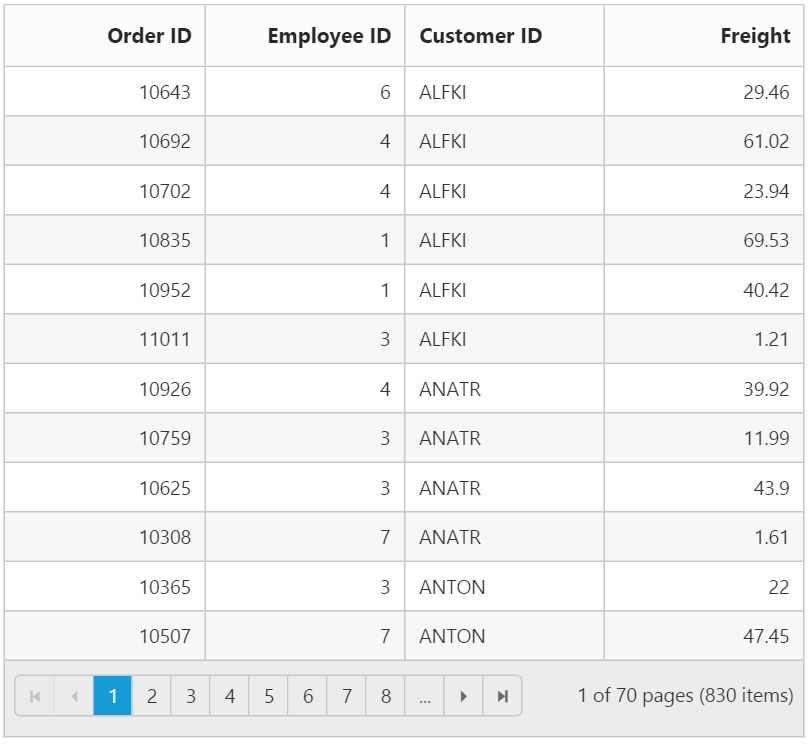 Order ID Employee ID Customer ID Freight
10643 6 ALFKI 29.46
10692 4 ALFKI 61.02
10702 4 ALFKI 23.94
10835 1 ALFKI 69.53
10952 1 ALFKI 40.42
11011 3 ALFKI 1.21
10926 4 ANATR 39.92
10759 3 ANATR 11.99
10625 3 ANATR 43.9
10308 7 ANATR 1.61
10365 3 ANTON 22
10507 7 ANTON 47.45
1 2 3 4 5 6 7 8 ... 1 of 70 pages (830 items)